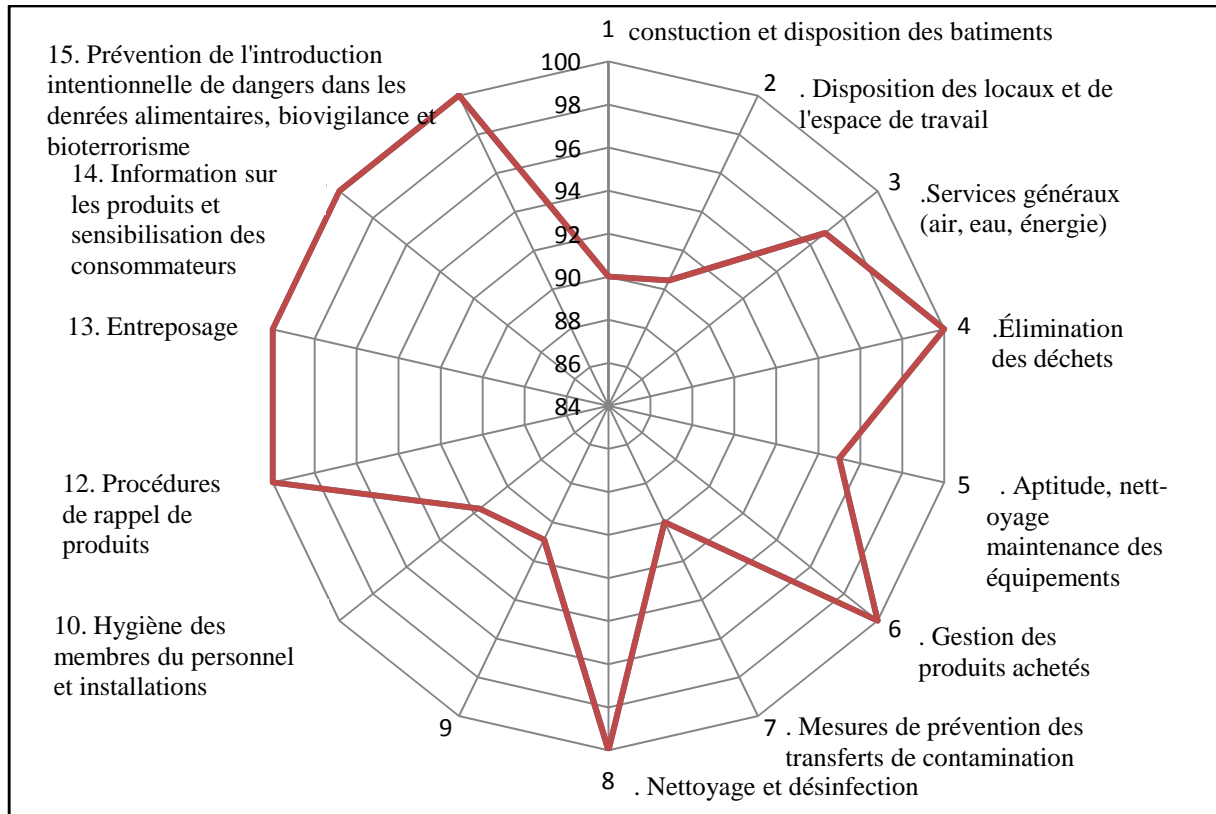 1 constuction et disposition des batiments
2 . Disposition des locaux et de
l'espace de travail
3 .Services généraux
(air, eau, énergie)
4 .Élimination
des déchets
5 . Aptitude, nett-
oyage
maintenance des
équipements
6 . Gestion des
produits achetés
7 . Mesures de prévention des
transferts de contamination
8 . Nettoyage et désinfection
9
10. Hygiène des
membres du personnel
et installations
12. Procédures
de rappel de
produits
13. Entreposage
14. Information sur
les produits et
sensibilisation des
consommateurs
15. Prévention de l'introduction
intentionnelle de dangers dans les
denrées alimentaires, biovigilance et
bioterrorisme
100
98
96
94
92
90
88
86
84